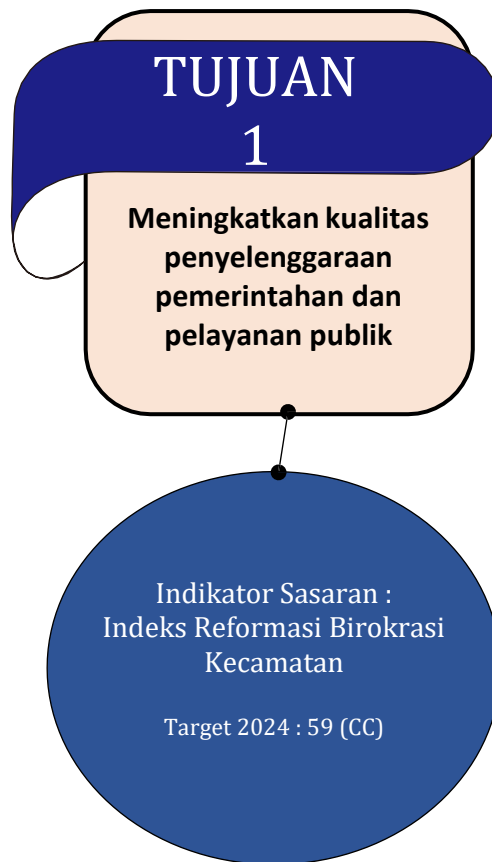 TUJUAN
1
Meningkatkan kualitas
penyelenggaraan
pemerintahan dan
pelayanan publik
Indikator Sasaran :
Indeks Reformasi Birokrasi
Kecamatan
Target 2024 : 59 (CC)